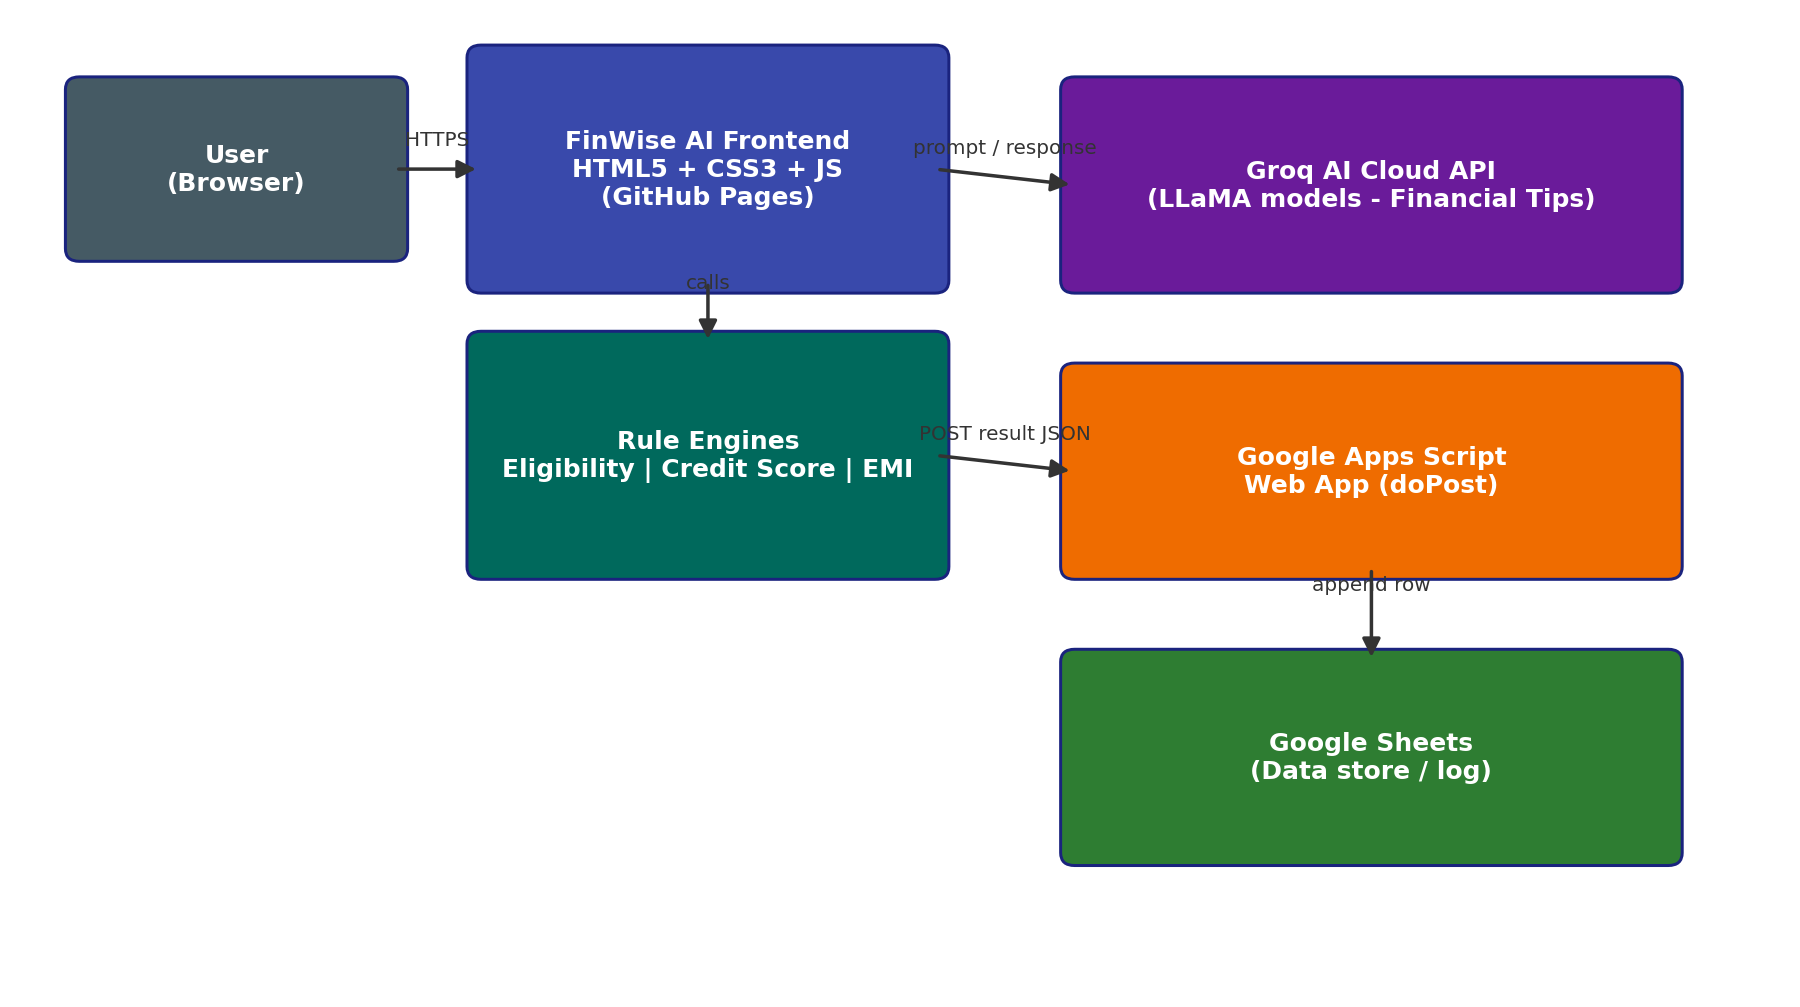 User
(Browser)
HTTPS
FinWise AI Frontend
HTML5 + CSS3 + JS
(GitHub Pages)
prompt / response
Groq AI Cloud API
(LLaMA models - Financial Tips)
calls
Rule Engines
Eligibility | Credit Score | EMI
POST result JSON
Google Apps Script
Web App (doPost)
append row
Google Sheets
(Data store / log)